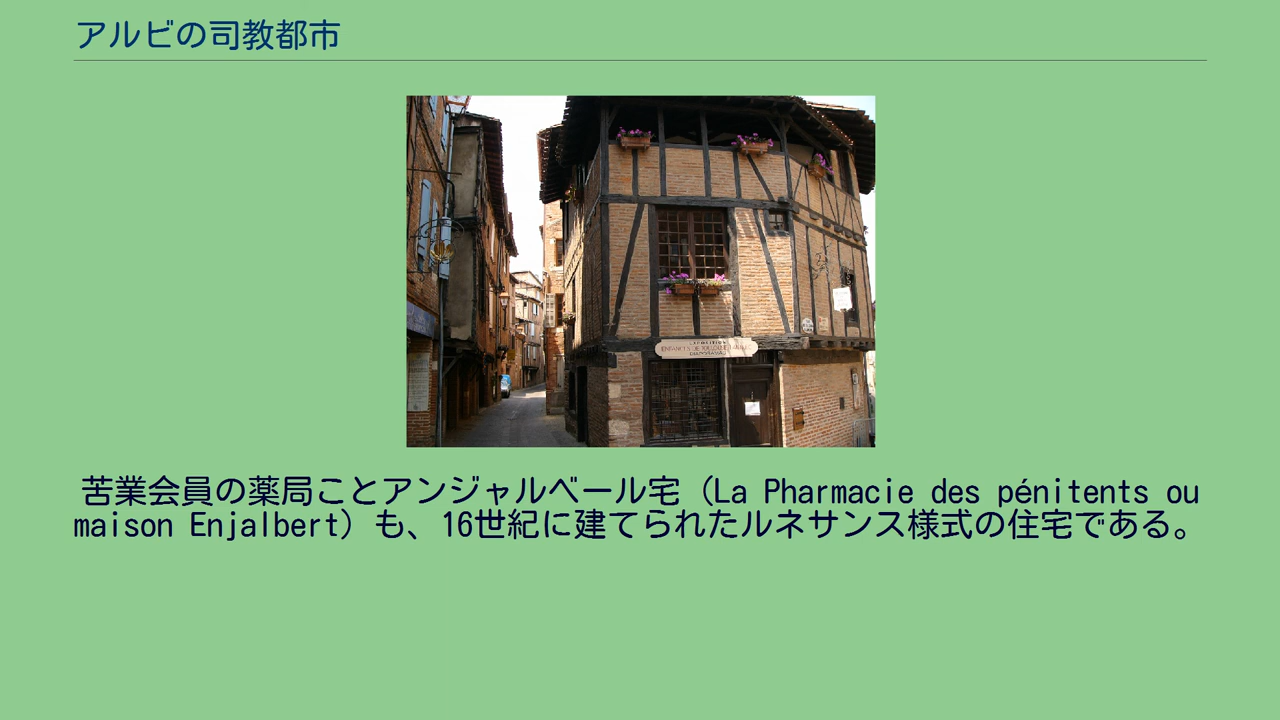 アルビの司教都市
EXPOSITION
苦業会員の薬局ことアンジャルベール宅（La Pharmacie des pénitents ou
maison Enjalbert）も、16世紀に建てられたルネサンス様式の住宅である。